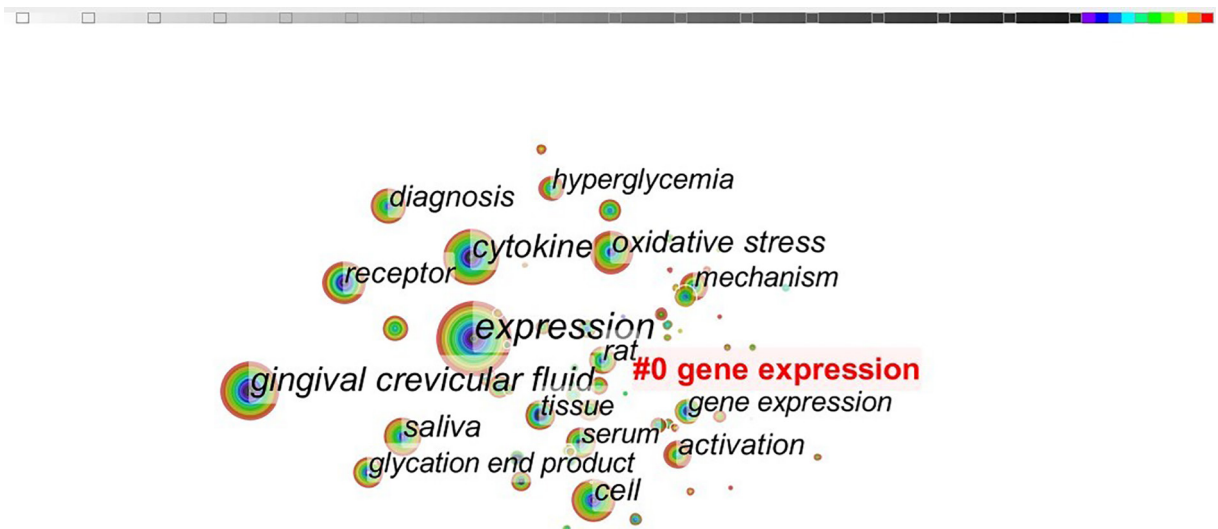 hyperglycemia
diagnosis
cytokine
oxidative stress
receptor
mechanism
expression
rat
#0 gene expression
gingival crevicular fluid
gene expression
tissue
saliva
serum
activation
glycation end product
cell